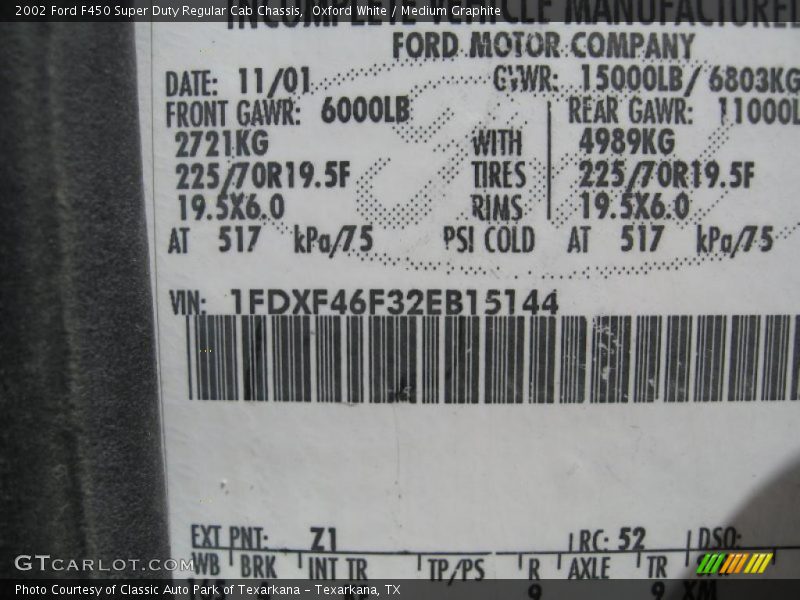 2002 Ford F450 Super Duty Regular Cab Chassis, Oxford White / Medium Graphite
INCOMPLETE VEHICLE MANUFACTURED
FORD MOTOR COMPANY
DATE: 11/01 GVWR: 15000LB/ 6803KG
FRONT GAWR: 6000LB REAR GAWR: 11000L
2721KG WITH 4989KG
225/70R19.5F TIRES 225/70R19.5F
19.5X6.0 RIMS 19.5X6.0
AT 517 kPa/75 PSI COLD AT 517 kPa/75
VIN: 1FDXF46F32EB15144
EXT PNT: Z1 RC: 52 DSO:
WB BRK INT TR TP/PS R AXLE TR
GTCARLOT.COM
Photo Courtesy of Classic Auto Park of Texarkana – Texarkana, TX